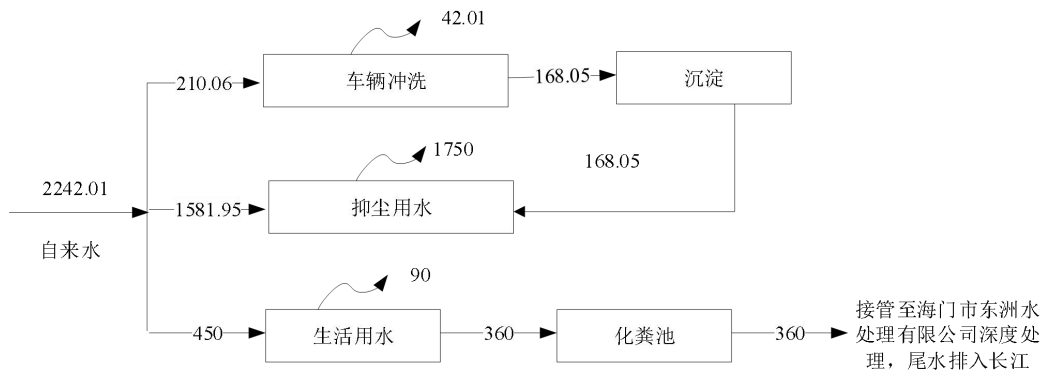 42.01
210.06
车辆冲洗
168.05
沉淀
1750
168.05
2242.01
1581.95
抑尘用水
自来水
90
450
生活用水
360
化粪池
360
接管至海门市东洲水
处理有限公司深度处
理，尾水排入长江